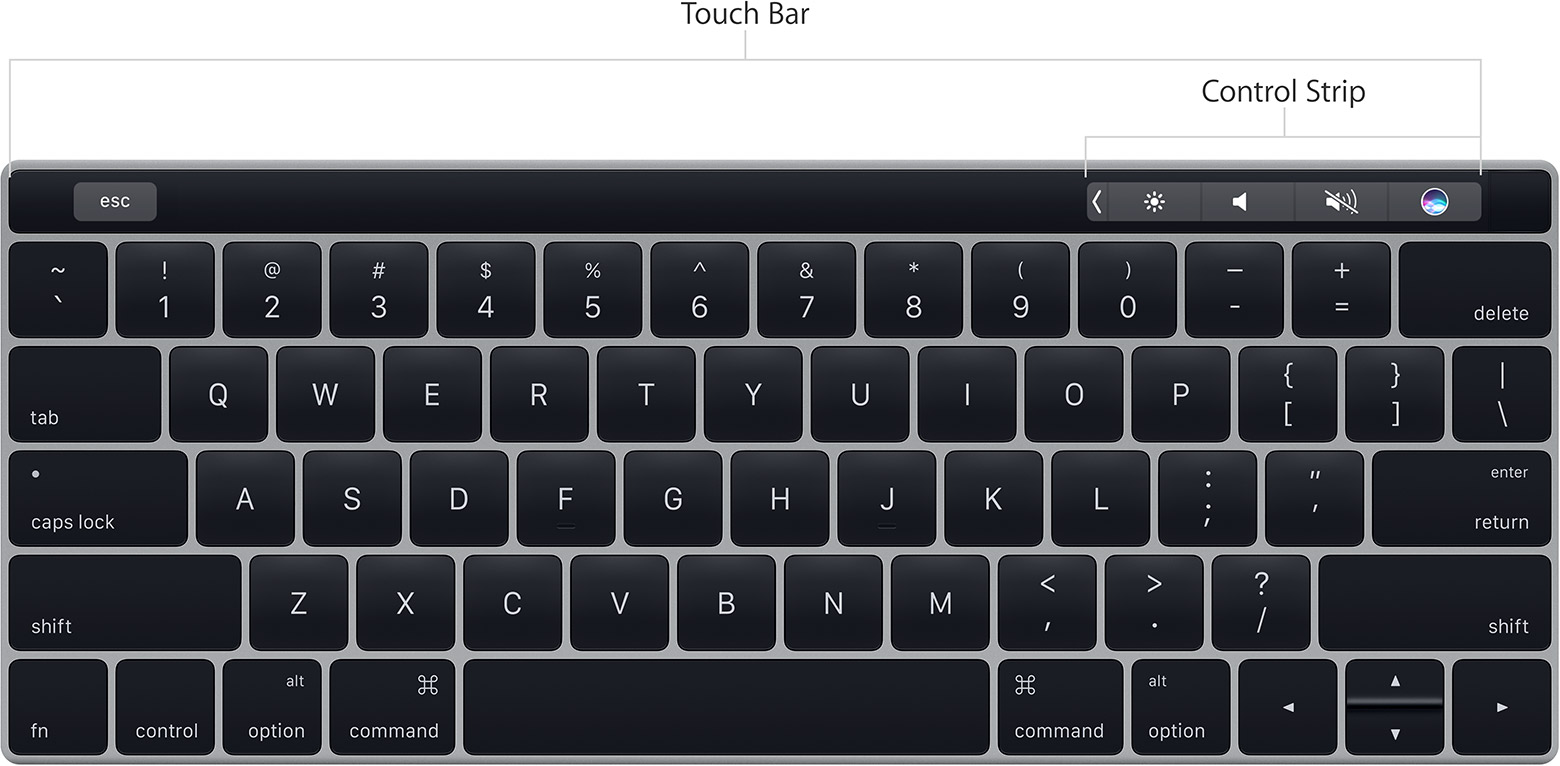 Touch Bar
Control Strip
esc
~ ! @ # $ % ^ & * ( ) — +
` 1 2 3 4 5 6 7 8 9 0 - = delete
tab Q W E R T Y U I O P { [ } ] | \
caps lock A S D F G H J K L : ; " ' enter return
shift Z X C V B N M < , > . ? / shift
alt ⌘ ⌘ alt ▲
fn control option command command option ◀ ▼ ▶